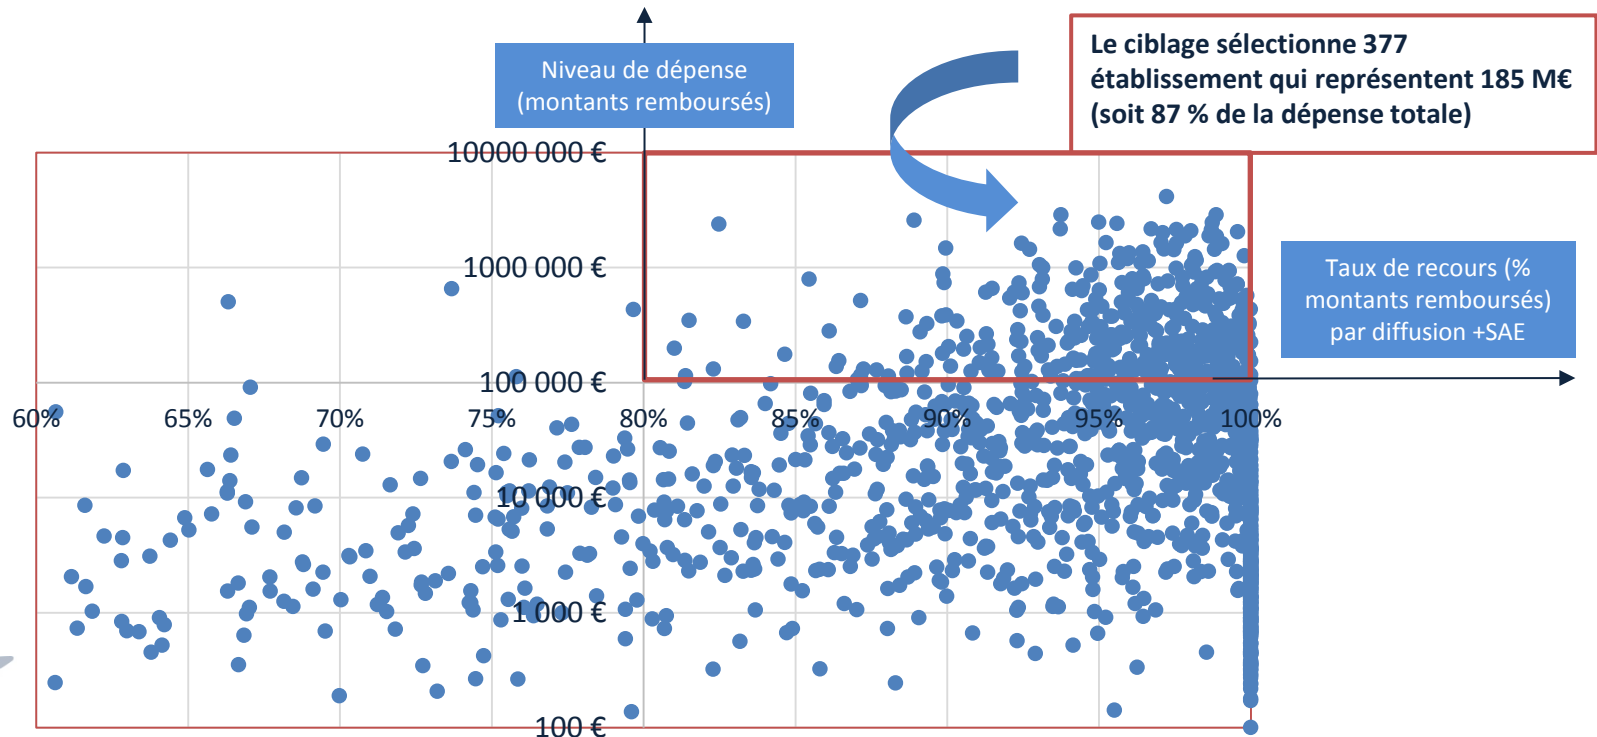 Niveau de dépense
(montants remboursés)
Le ciblage sélectionne 377
établissement qui représentent 185 M€
(soit 87 % de la dépense totale)
10000 000 €
1000 000 €
Taux de recours (%
montants remboursés)
par diffusion +SAE
100 000 €
60% 65% 70% 75% 80% 85% 90% 95% 100%
10 000 €
1 000 €
100 €